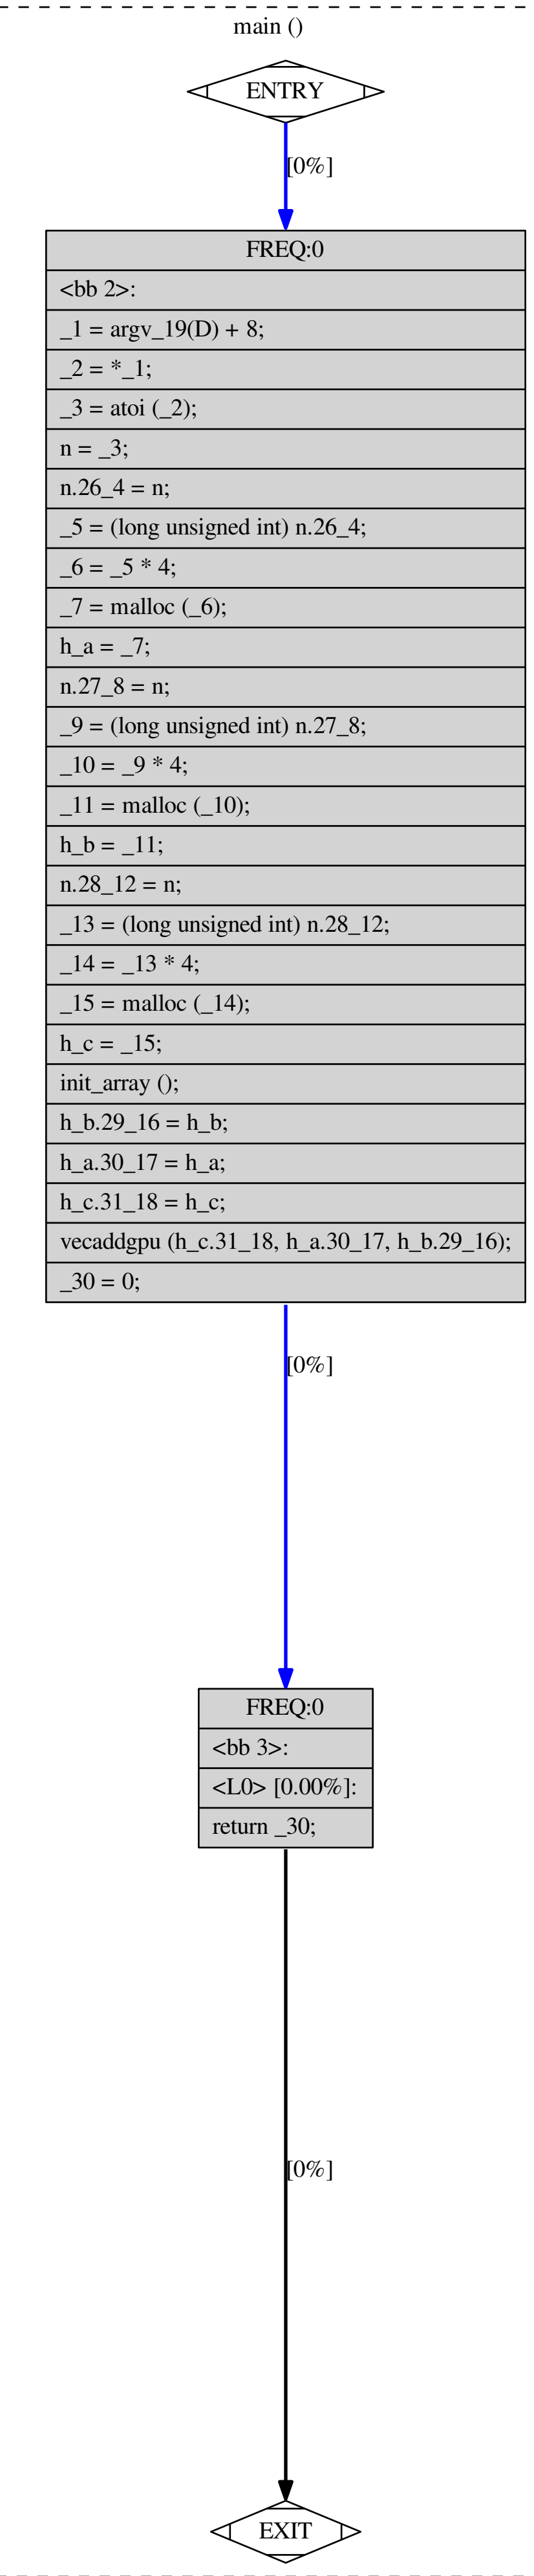 main ()
ENTRY
[0%]
FREQ:0
<bb 2>:
_1 = argv_19(D) + 8;
_2 = *_1;
_3 = atoi (_2);
n = _3;
n.26_4 = n;
_5 = (long unsigned int) n.26_4;
_6 = _5 * 4;
_7 = malloc (_6);
h_a = _7;
n.27_8 = n;
_9 = (long unsigned int) n.27_8;
_10 = _9 * 4;
_11 = malloc (_10);
h_b = _11;
n.28_12 = n;
_13 = (long unsigned int) n.28_12;
_14 = _13 * 4;
_15 = malloc (_14);
h_c = _15;
init_array ();
h_b.29_16 = h_b;
h_a.30_17 = h_a;
h_c.31_18 = h_c;
vecaddgpu (h_c.31_18, h_a.30_17, h_b.29_16);
_30 = 0;
[0%]
FREQ:0
<bb 3>:
<L0> [0.00%]:
return _30;
[0%]
EXIT